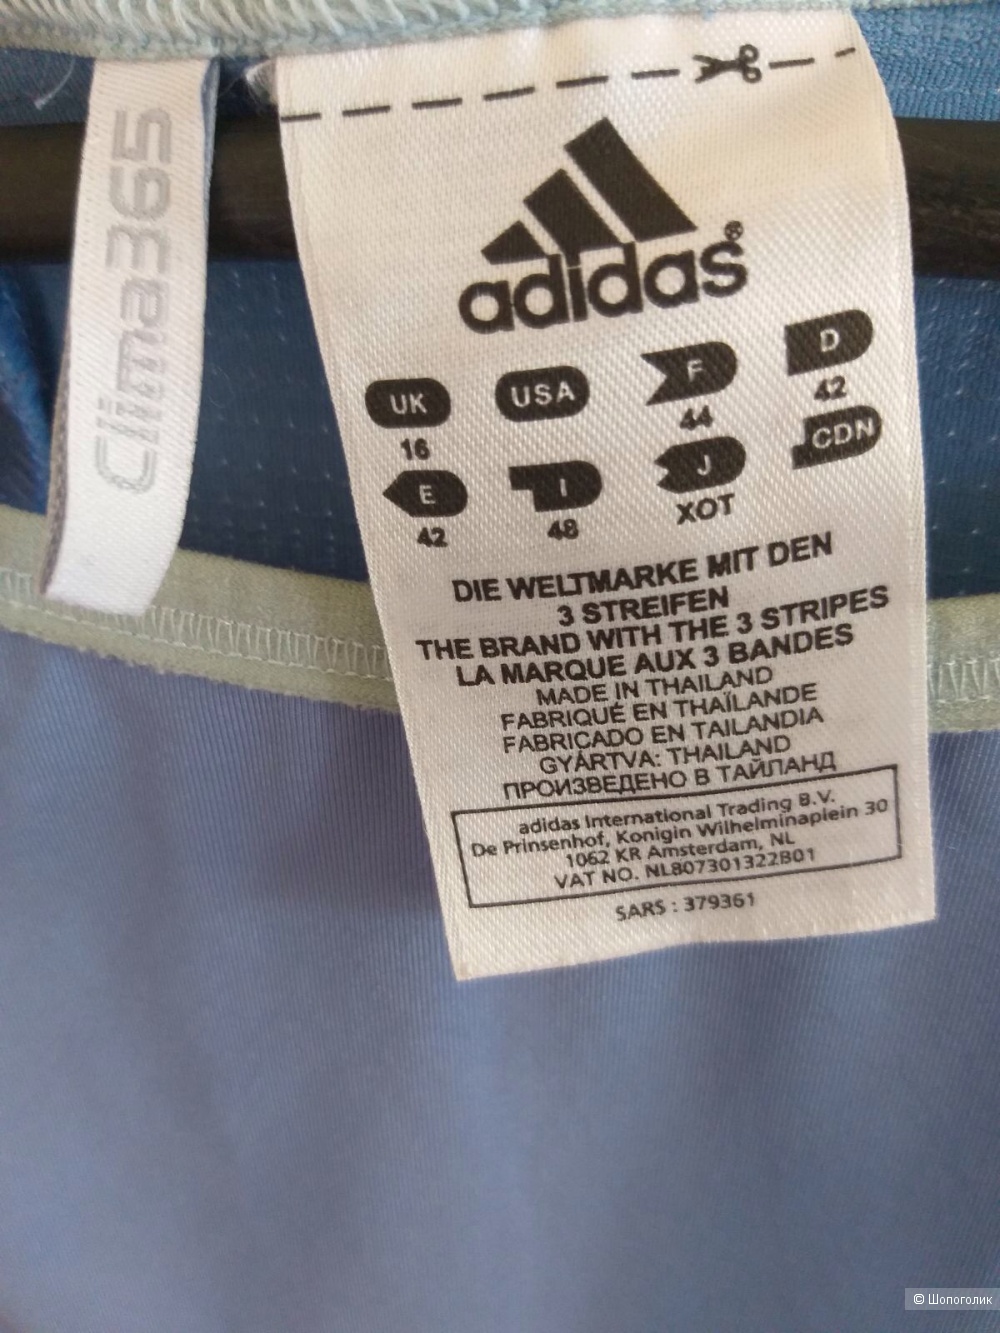 Clima365
adidas®
UK USA F D
16 44 42
E I J CDN
42 48 XOT
DIE WELTMARKE MIT DEN
3 STREIFEN
THE BRAND WITH THE 3 STRIPES
LA MARQUE AUX 3 BANDES
MADE IN THAILAND
FABRIQUÉ EN THAÏLANDE
FABRICADO EN TAILANDIA
GYÁRTVA: THAILAND
ПРОИЗВЕДЕНО В ТАЙЛАНД
adidas International Trading B.V.
De Prinsenhof, Konigin Wilhelminaplein 30
1062 KR Amsterdam, NL
VAT NO. NL807301322B01
SARS : 379361
© Шопоголик